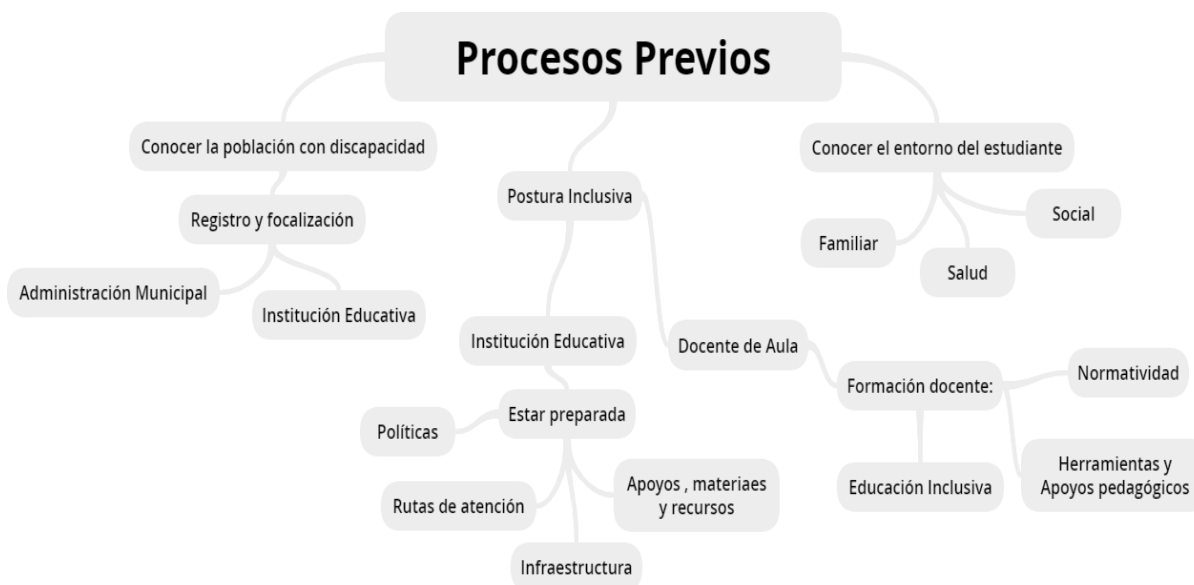 Procesos Previos
Conocer la población con discapacidad
Registro y focalización
Administración Municipal
Institución Educativa
Postura Inclusiva
Institución Educativa
Estar preparada
Políticas
Rutas de atención
Infraestructura
Apoyos , materiaes
y recursos
Docente de Aula
Formación docente:
Normatividad
Educación Inclusiva
Herramientas y
Apoyos pedagógicos
Conocer el entorno del estudiante
Familiar
Salud
Social